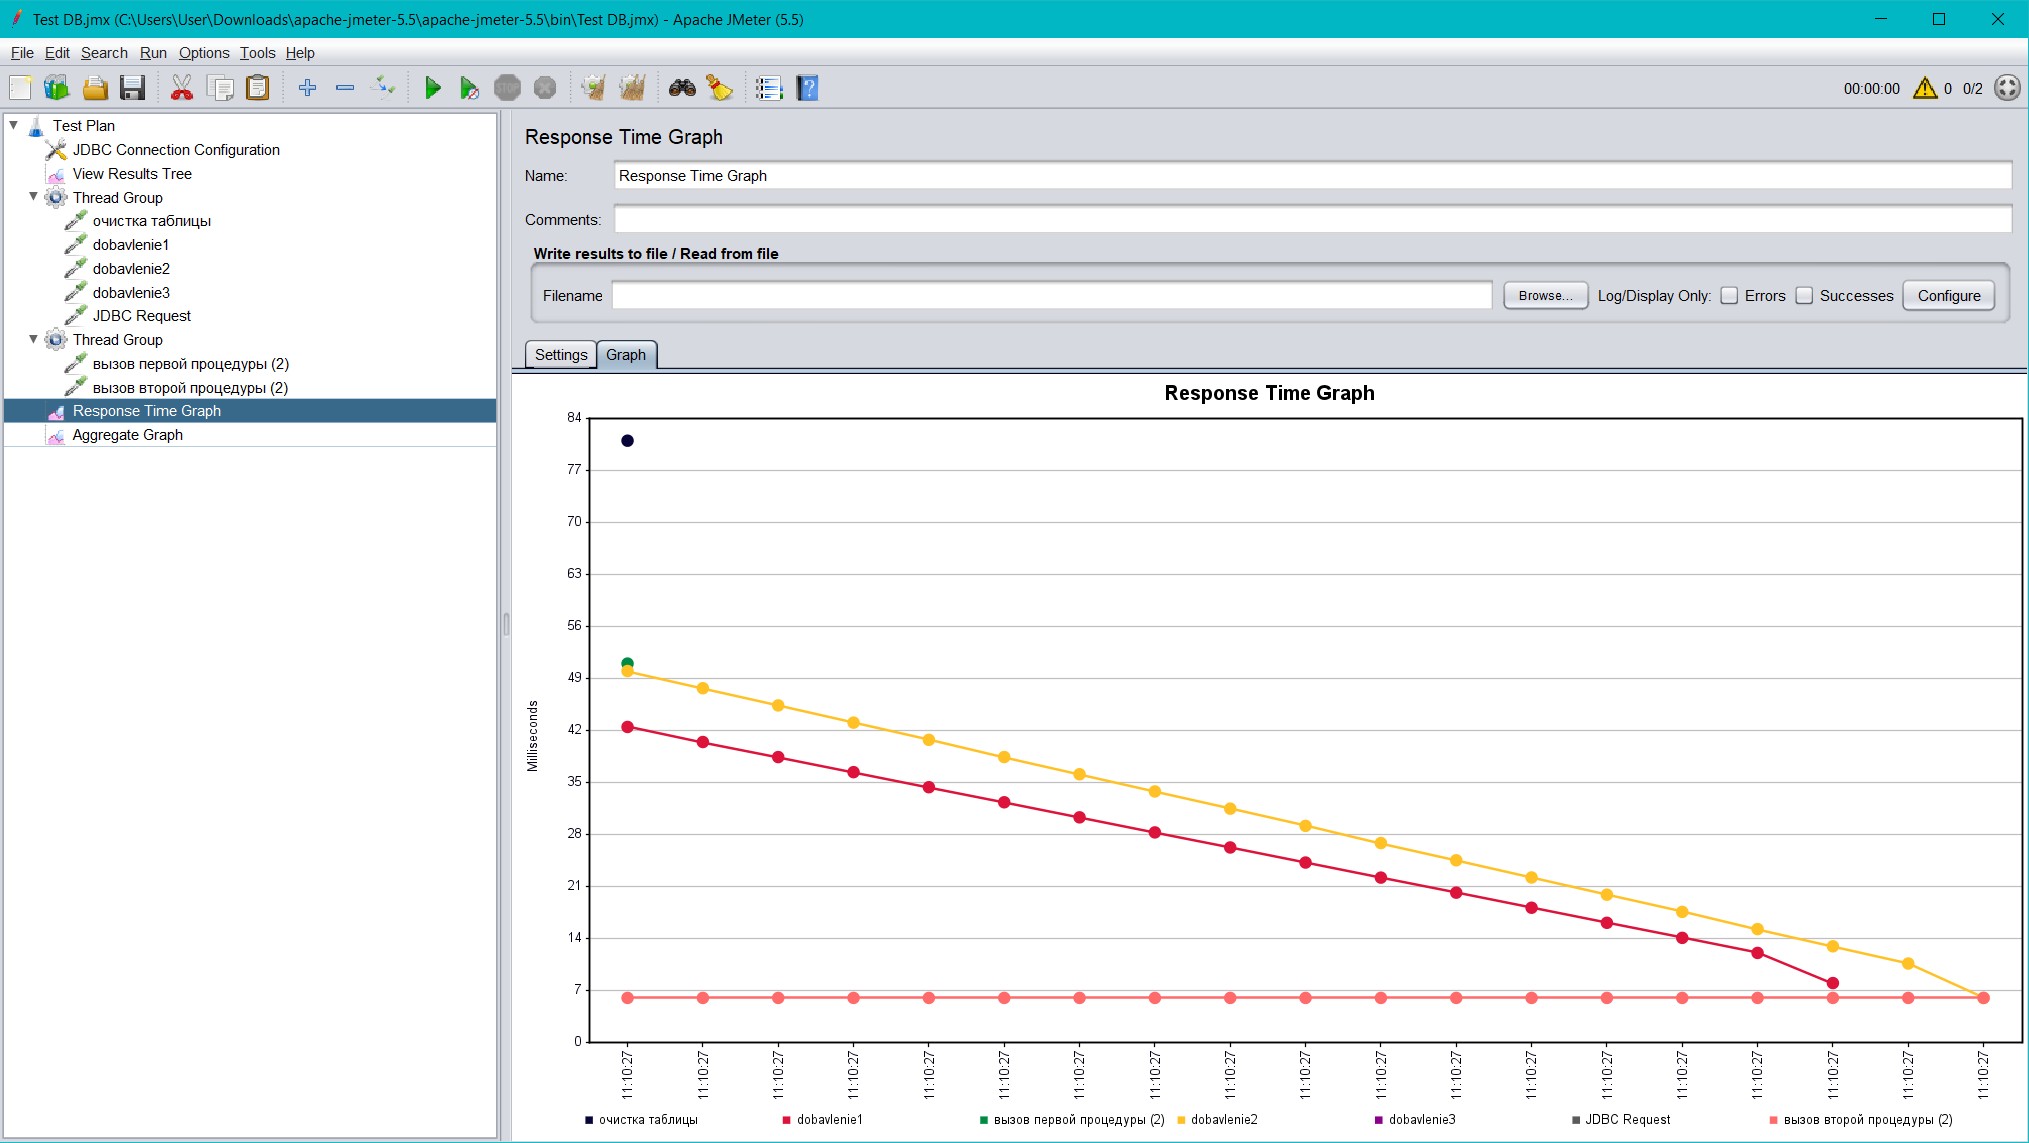 Test DB.jmx (C:\Users\User\Downloads\apache-jmeter-5.5\apache-jmeter-5.5\bin\Test DB.jmx) - Apache JMeter (5.5)
File Edit Search Run Options Tools Help
STOP
00:00:00 0 0/2
Test Plan
JDBC Connection Configuration
View Results Tree
Thread Group
очистка таблицы
dobavlenie1
dobavlenie2
dobavlenie3
JDBC Request
Thread Group
вызов первой процедуры (2)
вызов второй процедуры (2)
Response Time Graph
Aggregate Graph
Response Time Graph
Name: Response Time Graph
Comments:
Write results to file / Read from file
Filename Browse... Log/Display Only: Errors Successes Configure
Settings Graph
Response Time Graph
84
77
70
63
56
49
42
35
28
21
14
7
0
Milliseconds
11:10:27 11:10:27 11:10:27 11:10:27 11:10:27 11:10:27 11:10:27 11:10:27 11:10:27 11:10:27 11:10:27 11:10:27 11:10:27 11:10:27 11:10:27 11:10:27 11:10:27 11:10:27 11:10:27
очистка таблицы dobavlenie1 вызов первой процедуры (2) dobavlenie2 dobavlenie3 JDBC Request вызов второй процедуры (2)